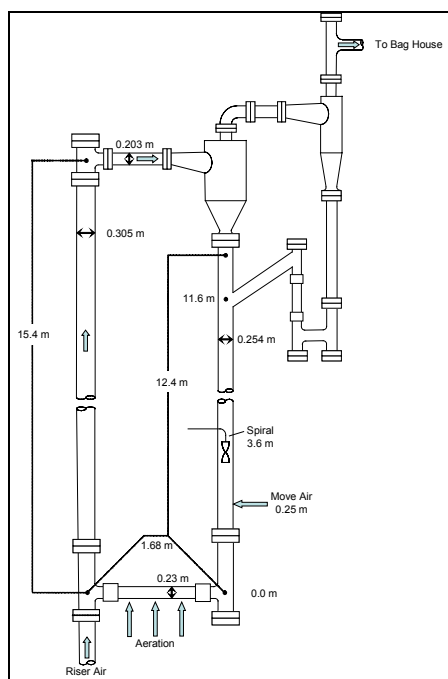 To Bag House
0.203 m
0.305 m
11.6 m
15.4 m
0.254 m
12.4 m
Spiral
3.6 m
Move Air
0.25 m
1.68 m
0.23 m
0.0 m
Aeration
Riser Air